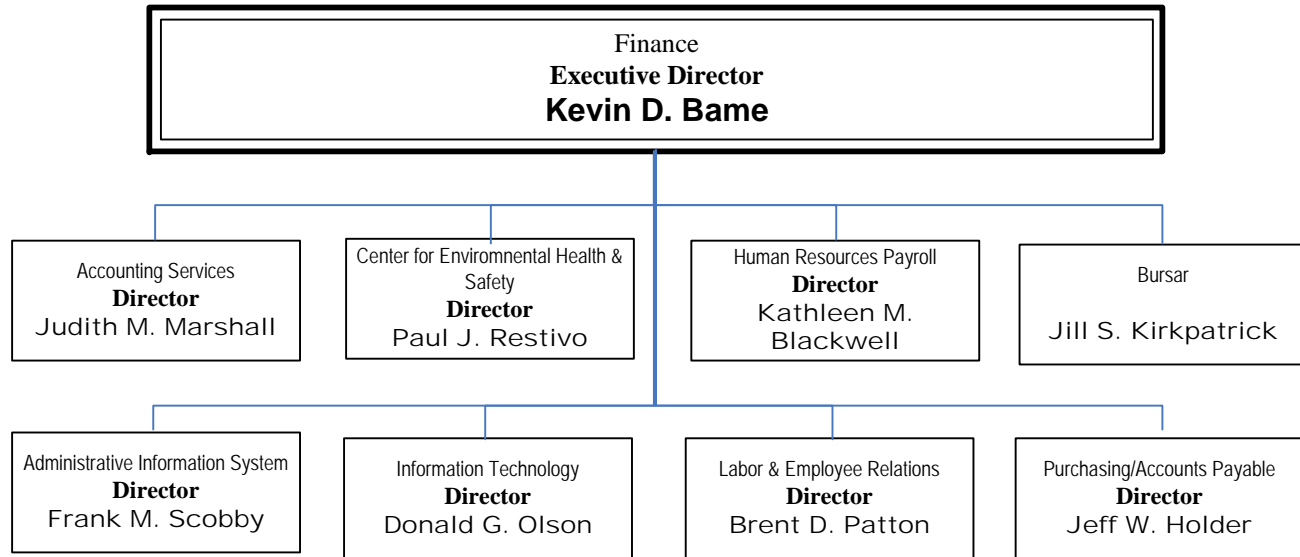 Finance
Executive Director
Kevin D. Bame
Accounting Services
Director
Judith M. Marshall
Center for Enviromnental Health &
Safety
Director
Paul J. Restivo
Human Resources Payroll
Director
Kathleen M.
Blackwell
Bursar
Jill S. Kirkpatrick
Administrative Information System
Director
Frank M. Scobby
Information Technology
Director
Donald G. Olson
Labor & Employee Relations
Director
Brent D. Patton
Purchasing/Accounts Payable
Director
Jeff W. Holder